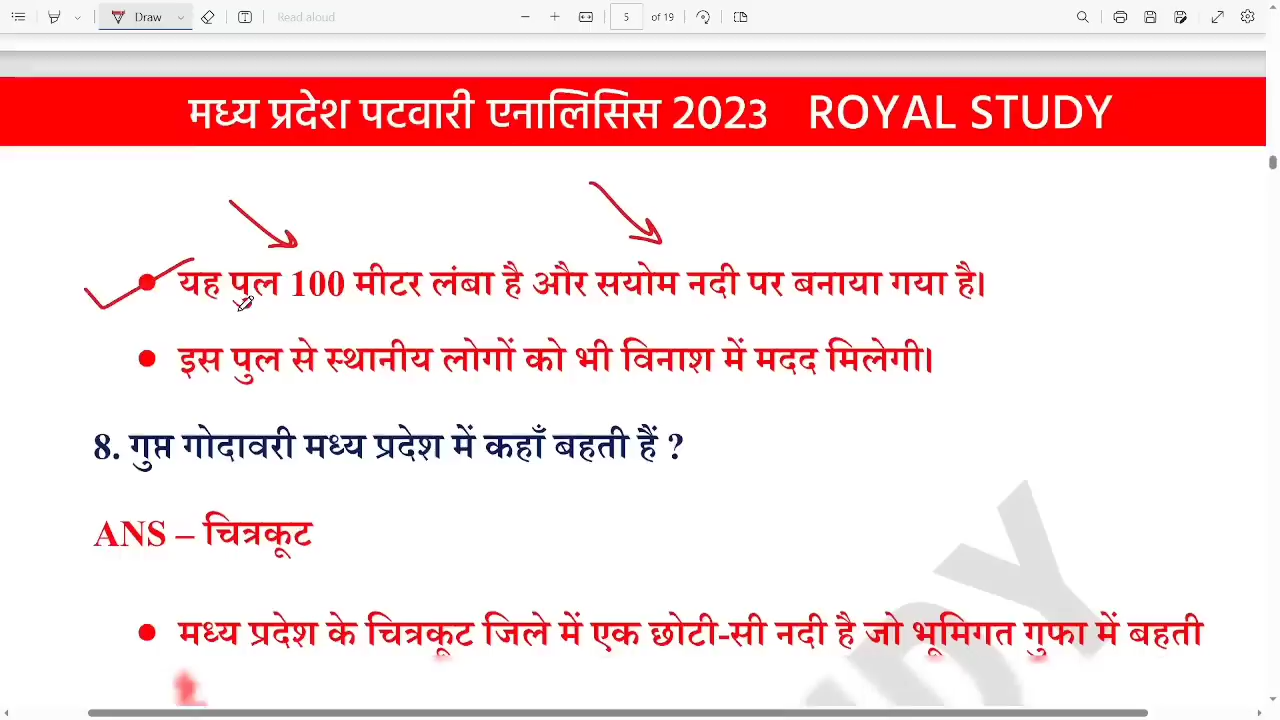 Draw
Read aloud
5 of 19
मध्य प्रदेश पटवारी एनालिसिस 2023 ROYAL STUDY
• यह पुल 100 मीटर लंबा है और सयोम नदी पर बनाया गया है।
• इस पुल से स्थानीय लोगों को भी विनाश में मदद मिलेगी।
8. गुप्त गोदावरी मध्य प्रदेश में कहाँ बहती हैं ?
ANS – चित्रकूट
• मध्य प्रदेश के चित्रकूट जिले में एक छोटी-सी नदी है जो भूमिगत गुफा में बहती